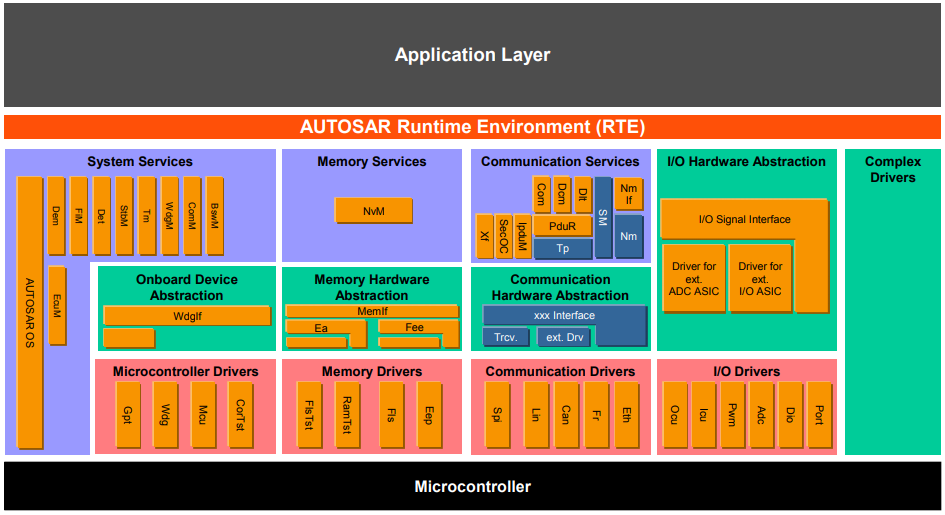 Application Layer
AUTOSAR Runtime Environment (RTE)
System Services
AUTOSAR OS
Dem
FiM
Det
StbM
Tm
WdgM
ComM
BswM
EcuM
Memory Services
NvM
Communication Services
Com
Dcm
Dlt
SM
Nm
If
Xf
SecOC
IpduM
PduR
Tp
Nm
I/O Hardware Abstraction
I/O Signal Interface
Driver for
ext.
ADC ASIC
Driver for
ext.
I/O ASIC
Complex
Drivers
Onboard Device
Abstraction
WdgIf
Memory Hardware
Abstraction
MemIf
Ea
Fee
Communication
Hardware Abstraction
xxx Interface
Trcv.
ext. Drv
Microcontroller Drivers
Gpt
Wdg
Mcu
CorTst
Memory Drivers
FlsTst
RamTst
Fls
Eep
Communication Drivers
Spi
Lin
Can
Fr
Eth
I/O Drivers
Ocu
Icu
Pwm
Adc
Dio
Port
Microcontroller